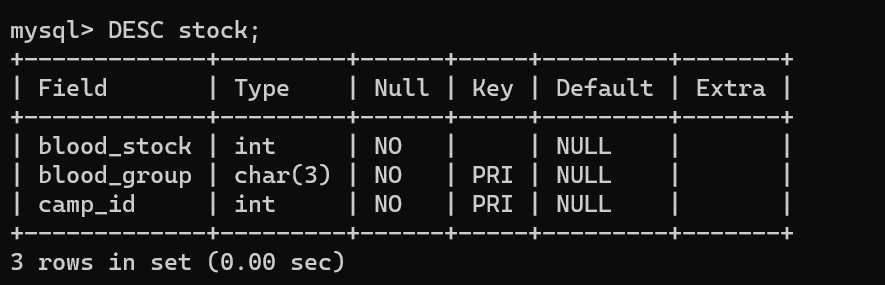 mysql> DESC stock;
+-------------+---------+------+-----+---------+-------+
| Field       | Type    | Null | Key | Default | Extra |
+-------------+---------+------+-----+---------+-------+
| blood_stock | int     | NO   |     | NULL    |       |
| blood_group | char(3) | NO   | PRI | NULL    |       |
| camp_id     | int     | NO   | PRI | NULL    |       |
+-------------+---------+------+-----+---------+-------+
3 rows in set (0.00 sec)